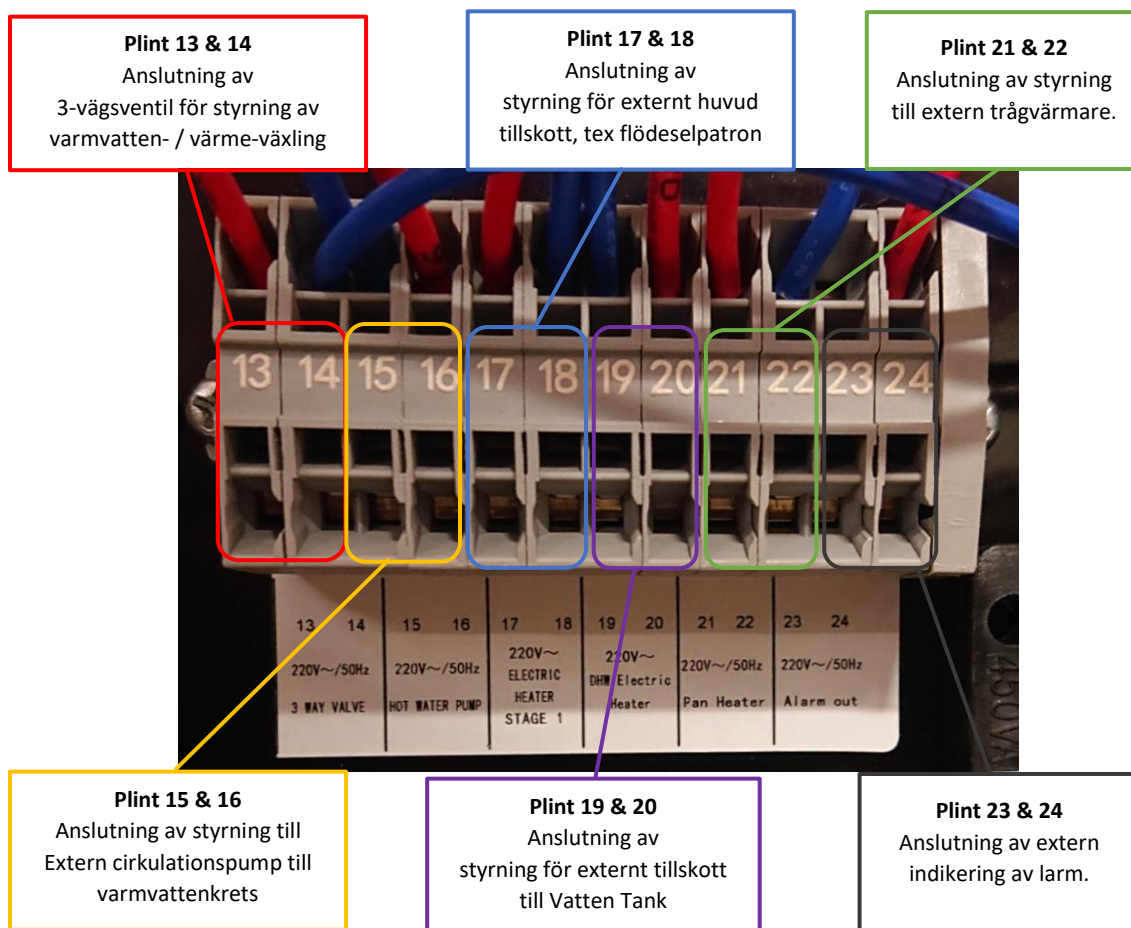 Plint 13 & 14
Anslutning av
3-vägsventil för styrning av
varmvatten- / värme-växling
Plint 17 & 18
Anslutning av
styrning för externt huvud
tillskott, tex flödeselpatron
Plint 21 & 22
Anslutning av styrning
till extern trågvärmare.
13 14 15 16 17 18 19 20 21 22 23 24
13 14
220V~/50Hz
3 WAY VALVE
15 16
220V~/50Hz
HOT WATER PUMP
17 18
220V~
ELECTRIC
HEATER
STAGE 1
19 20
220V~
DHW Electric
Heater
21 22
220V~/50Hz
Pan Heater
23 24
220V~/50Hz
Alarm out
450VA
Plint 15 & 16
Anslutning av styrning till
Extern cirkulationspump till
varmvattenkrets
Plint 19 & 20
Anslutning av
styrning för externt tillskott
till Vatten Tank
Plint 23 & 24
Anslutning av extern
indikering av larm.